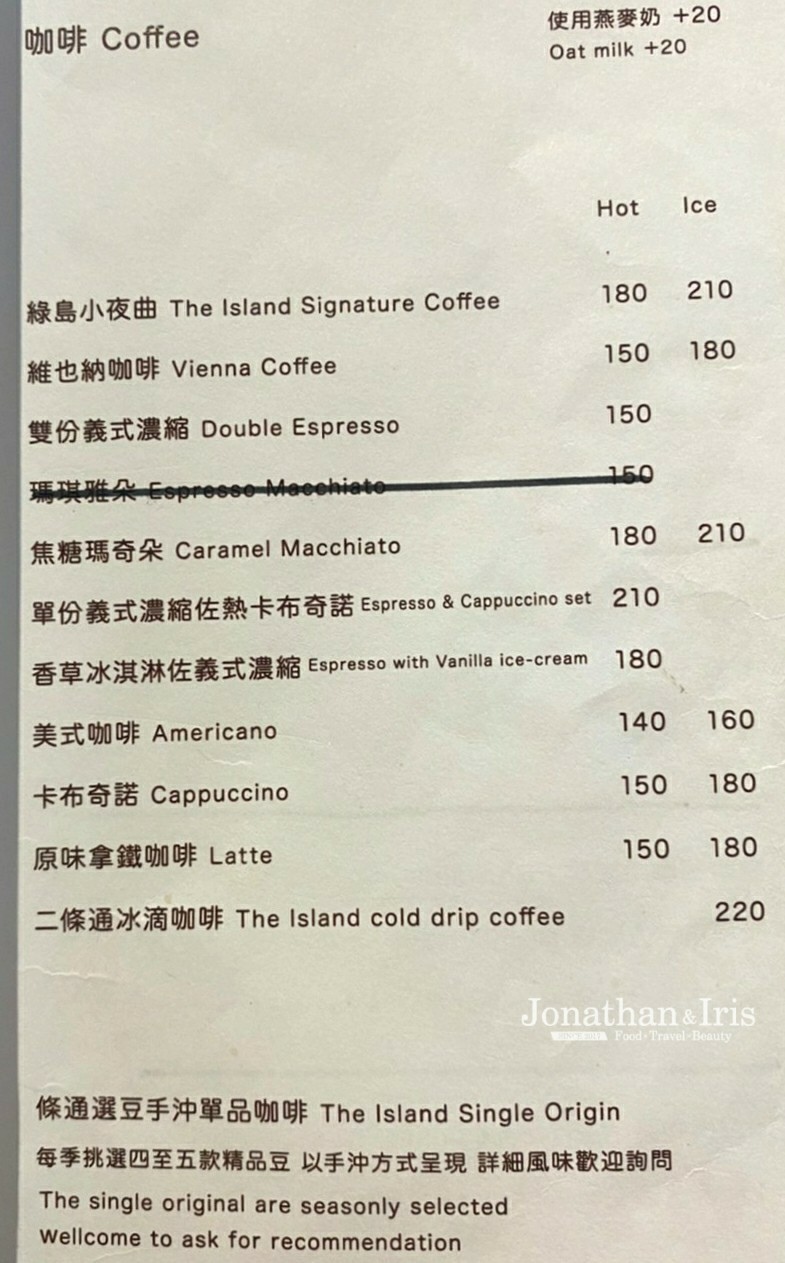 咖啡 Coffee
使用燕麥奶 +20
Oat milk +20
Hot Ice
綠島小夜曲 The Island Signature Coffee 180 210
維也納咖啡 Vienna Coffee 150 180
雙份義式濃縮 Double Espresso 150
瑪琪雅朵 Espresso Macchiato 150
焦糖瑪奇朵 Caramel Macchiato 180 210
單份義式濃縮佐熱卡布奇諾 Espresso & Cappuccino set 210
香草冰淇淋佐義式濃縮 Espresso with Vanilla ice-cream 180
美式咖啡 Americano 140 160
卡布奇諾 Cappuccino 150 180
原味拿鐵咖啡 Latte 150 180
二條通冰滴咖啡 The Island cold drip coffee 220
Jonathan & Iris
Food·Travel·Beauty
條通選豆手沖單品咖啡 The Island Single Origin
每季挑選四至五款精品豆 以手沖方式呈現 詳細風味歡迎詢問
The single original are seasonly selected
Wellcome to ask for recommendation